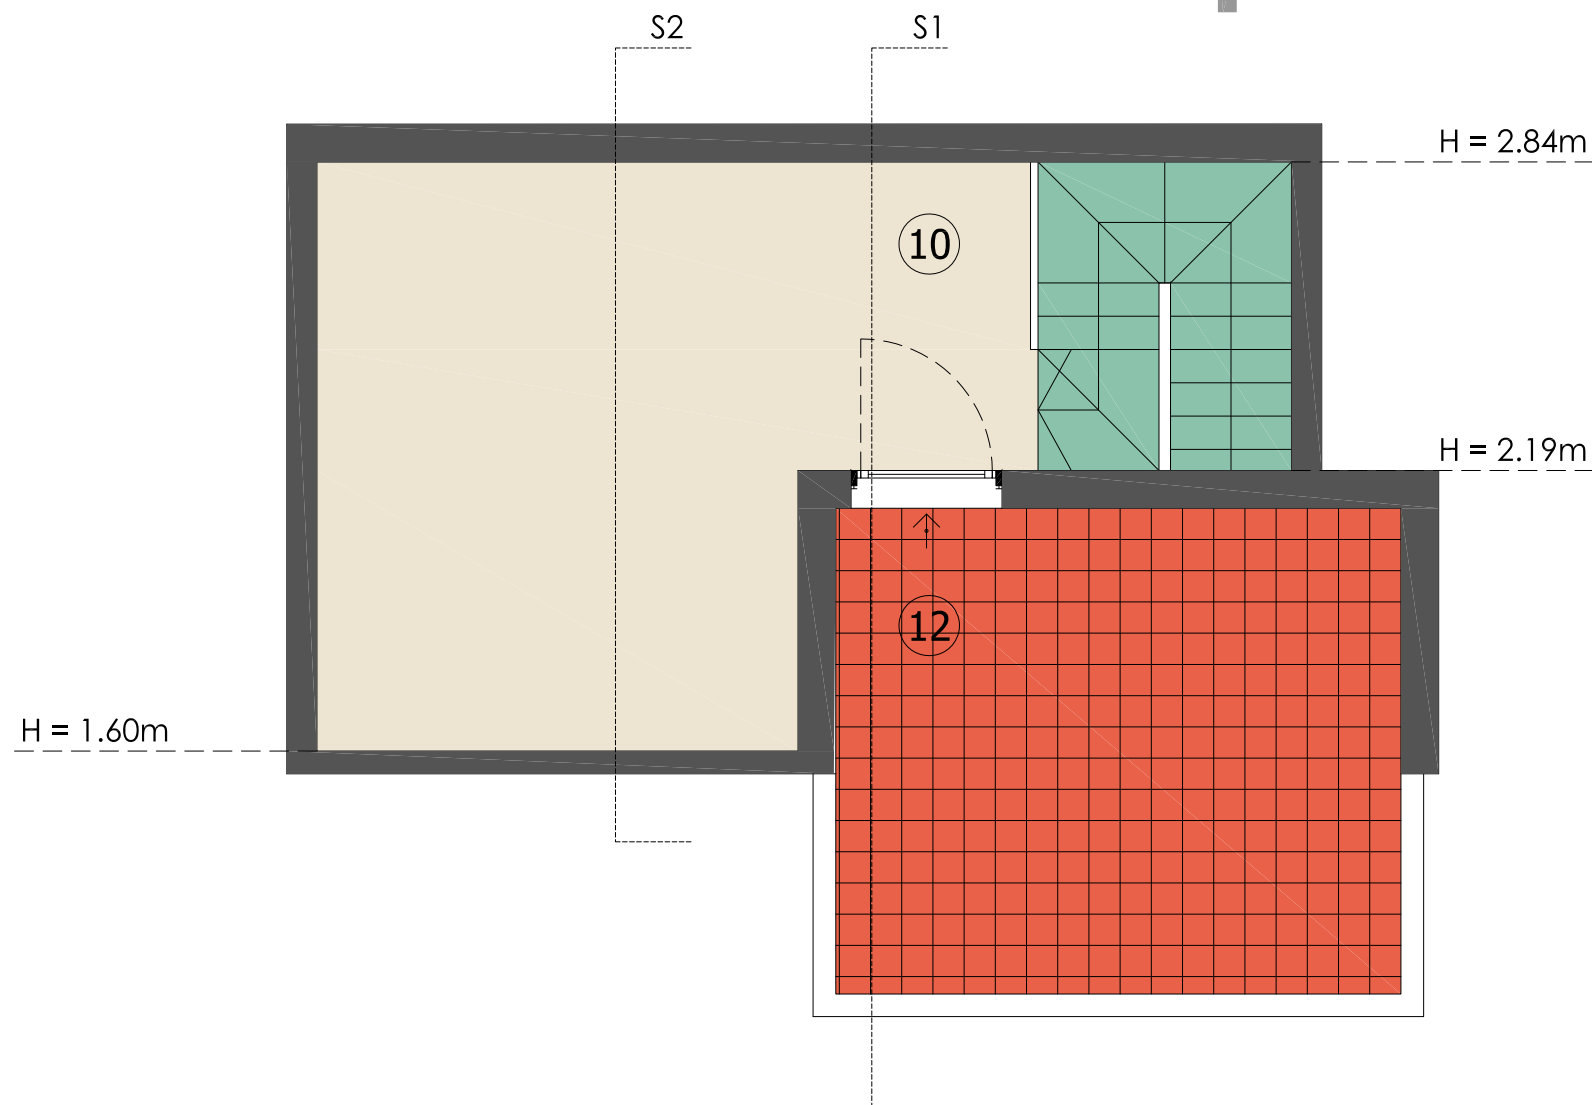 S2
S1
H = 2.84m
10
H = 2.19m
12
H = 1.60m